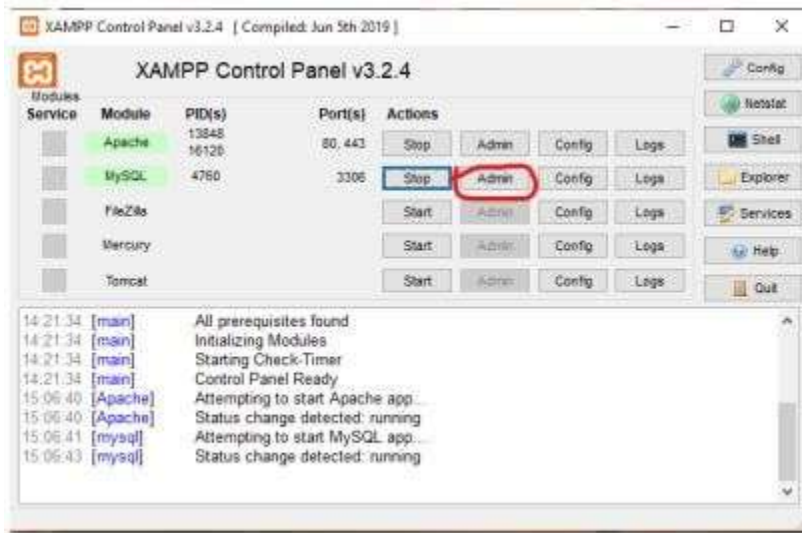 XAMPP Control Panel v3.2.4 [ Compiled: Jun 5th 2019 ]
XAMPP Control Panel v3.2.4
Config
Modules
Service Module PID(s) Port(s) Actions
Netstat
Apache 13848 16120 80, 443 Stop Admin Config Logs
Shell
MySQL 4760 3306 Stop Admin Config Logs
Explorer
FileZilla Start Admin Config Logs
Services
Mercury Start Admin Config Logs
Help
Tomcat Start Admin Config Logs
Quit
14:21:34 [main] All prerequisites found
14:21:34 [main] Initializing Modules
14:21:34 [main] Starting Check-Timer
14:21:34 [main] Control Panel Ready
15:06:40 [Apache] Attempting to start Apache app...
15:06:40 [Apache] Status change detected: running
15:06:41 [mysql] Attempting to start MySQL app...
15:06:43 [mysql] Status change detected: running